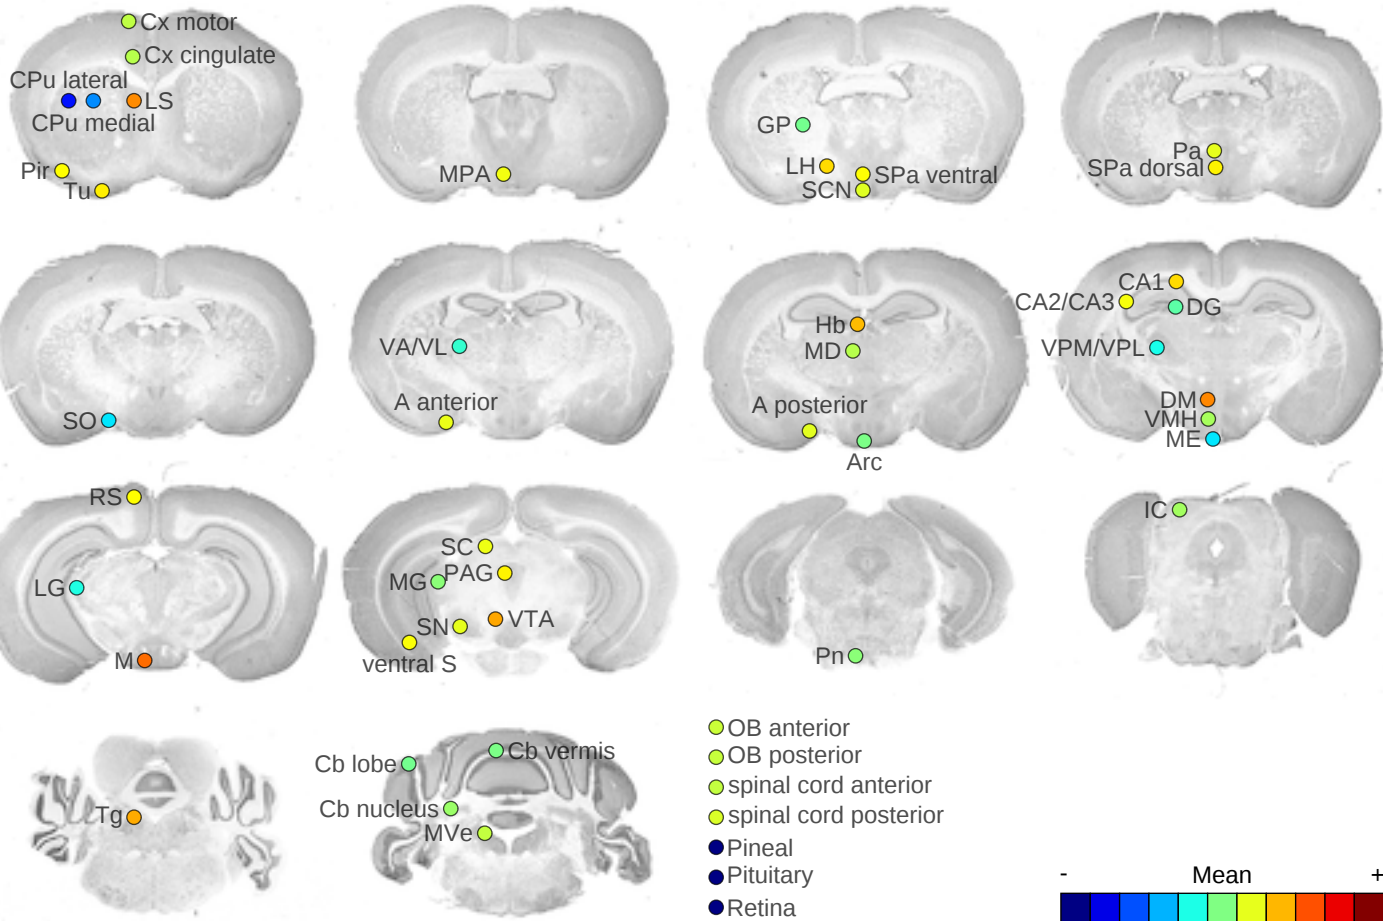 Cx motor
Cx cingulate
CPu lateral
LS
CPu medial
Pir
Tu
MPA
GP
LH
SPa ventral
SCN
Pa
SPa dorsal
SO
VA/VL
A anterior
Hb
MD
A posterior
Arc
CA1
CA2/CA3
DG
VPM/VPL
DM
VMH
ME
RS
LG
M
SC
MG
PAG
SN
VTA
ventral S
Pn
IC
Tg
Cb lobe
Cb vermis
Cb nucleus
MVe
OB anterior
OB posterior
spinal cord anterior
spinal cord posterior
Pineal
Pituitary
Retina
- Mean +